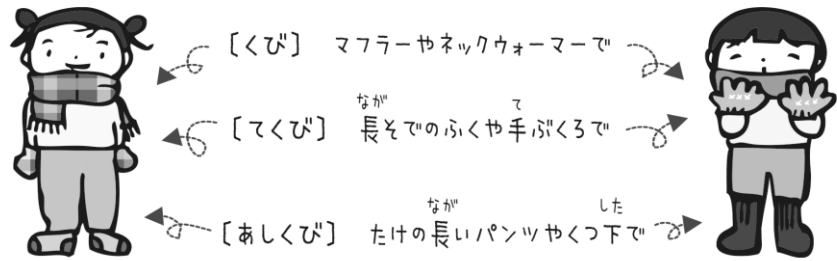 [くび] マフラーやネックウォーマーで
なが て
[てくび] 長そでのふくや手ぶくろで
なが した
[あしくび] たけの長いパンツやくつ下で